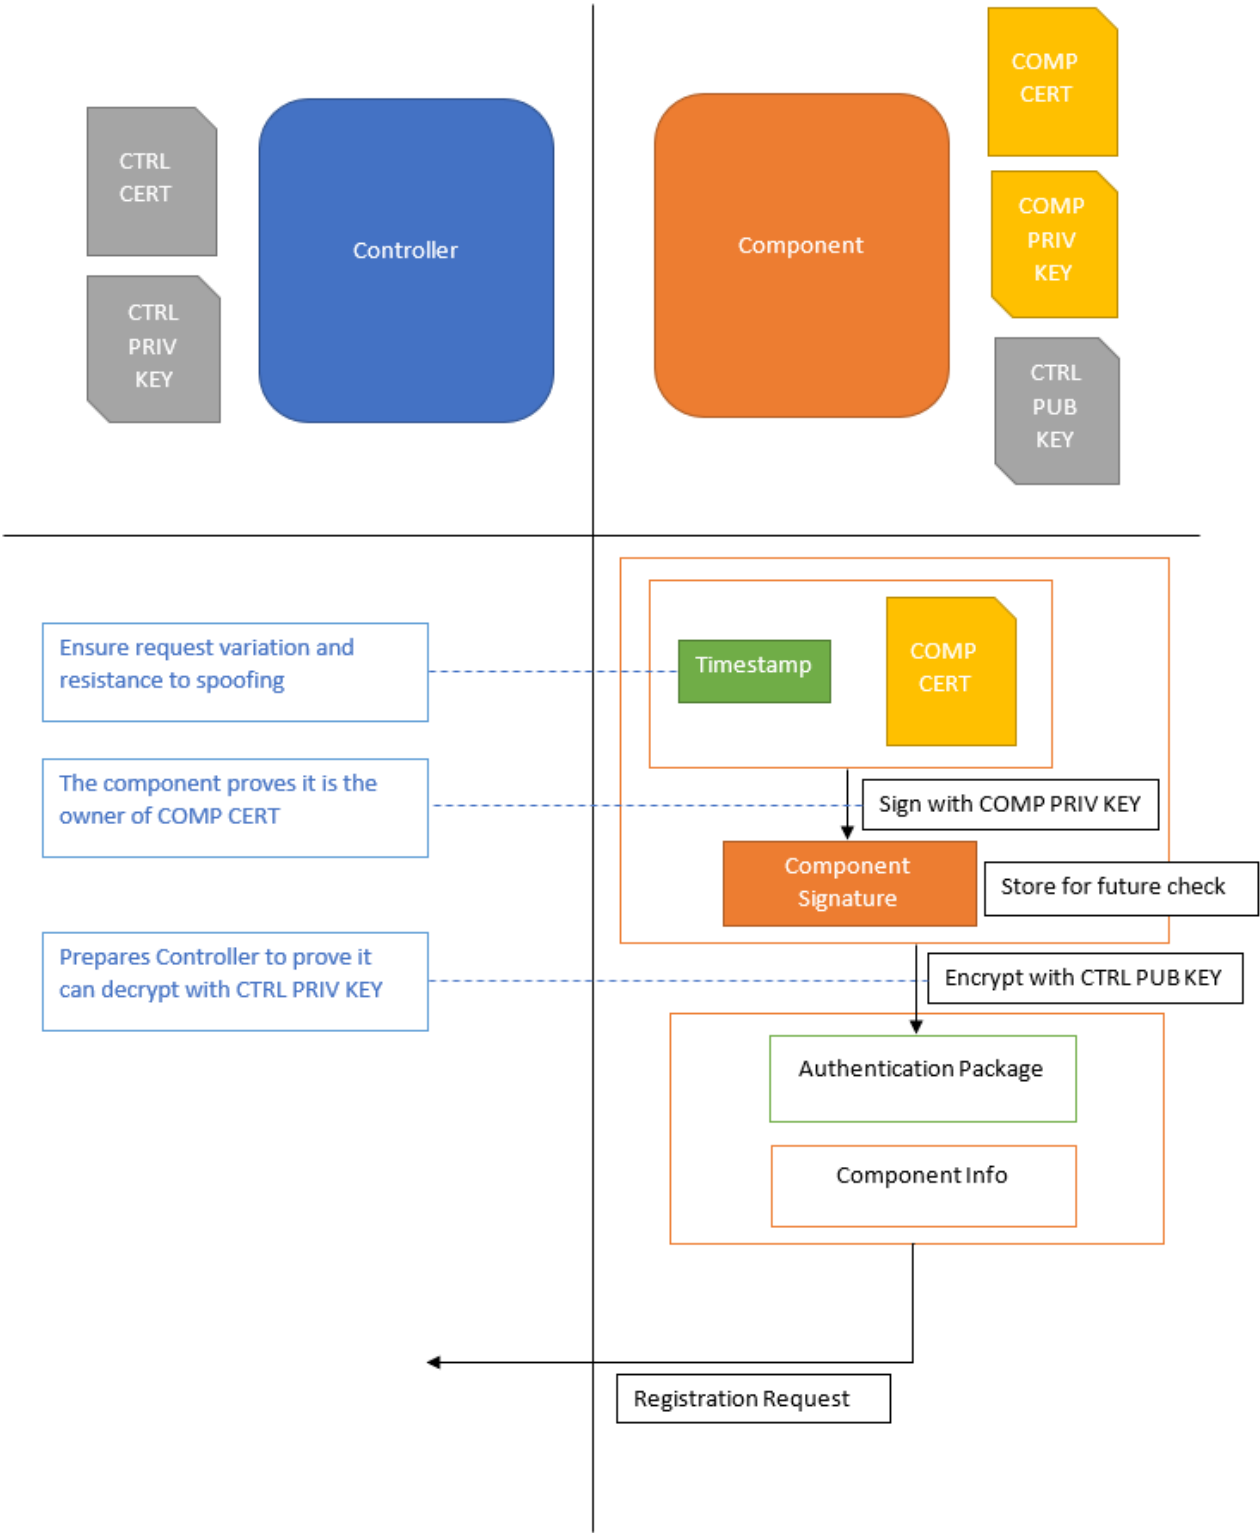 CTRL
CERT
CTRL
PRIV
KEY
Controller
Component
COMP
CERT
COMP
PRIV
KEY
CTRL
PUB
KEY
Ensure request variation and
resistance to spoofing
Timestamp
COMP
CERT
The component proves it is the
owner of COMP CERT
Sign with COMP PRIV KEY
Component
Signature
Store for future check
Prepares Controller to prove it
can decrypt with CTRL PRIV KEY
Encrypt with CTRL PUB KEY
Authentication Package
Component Info
Registration Request